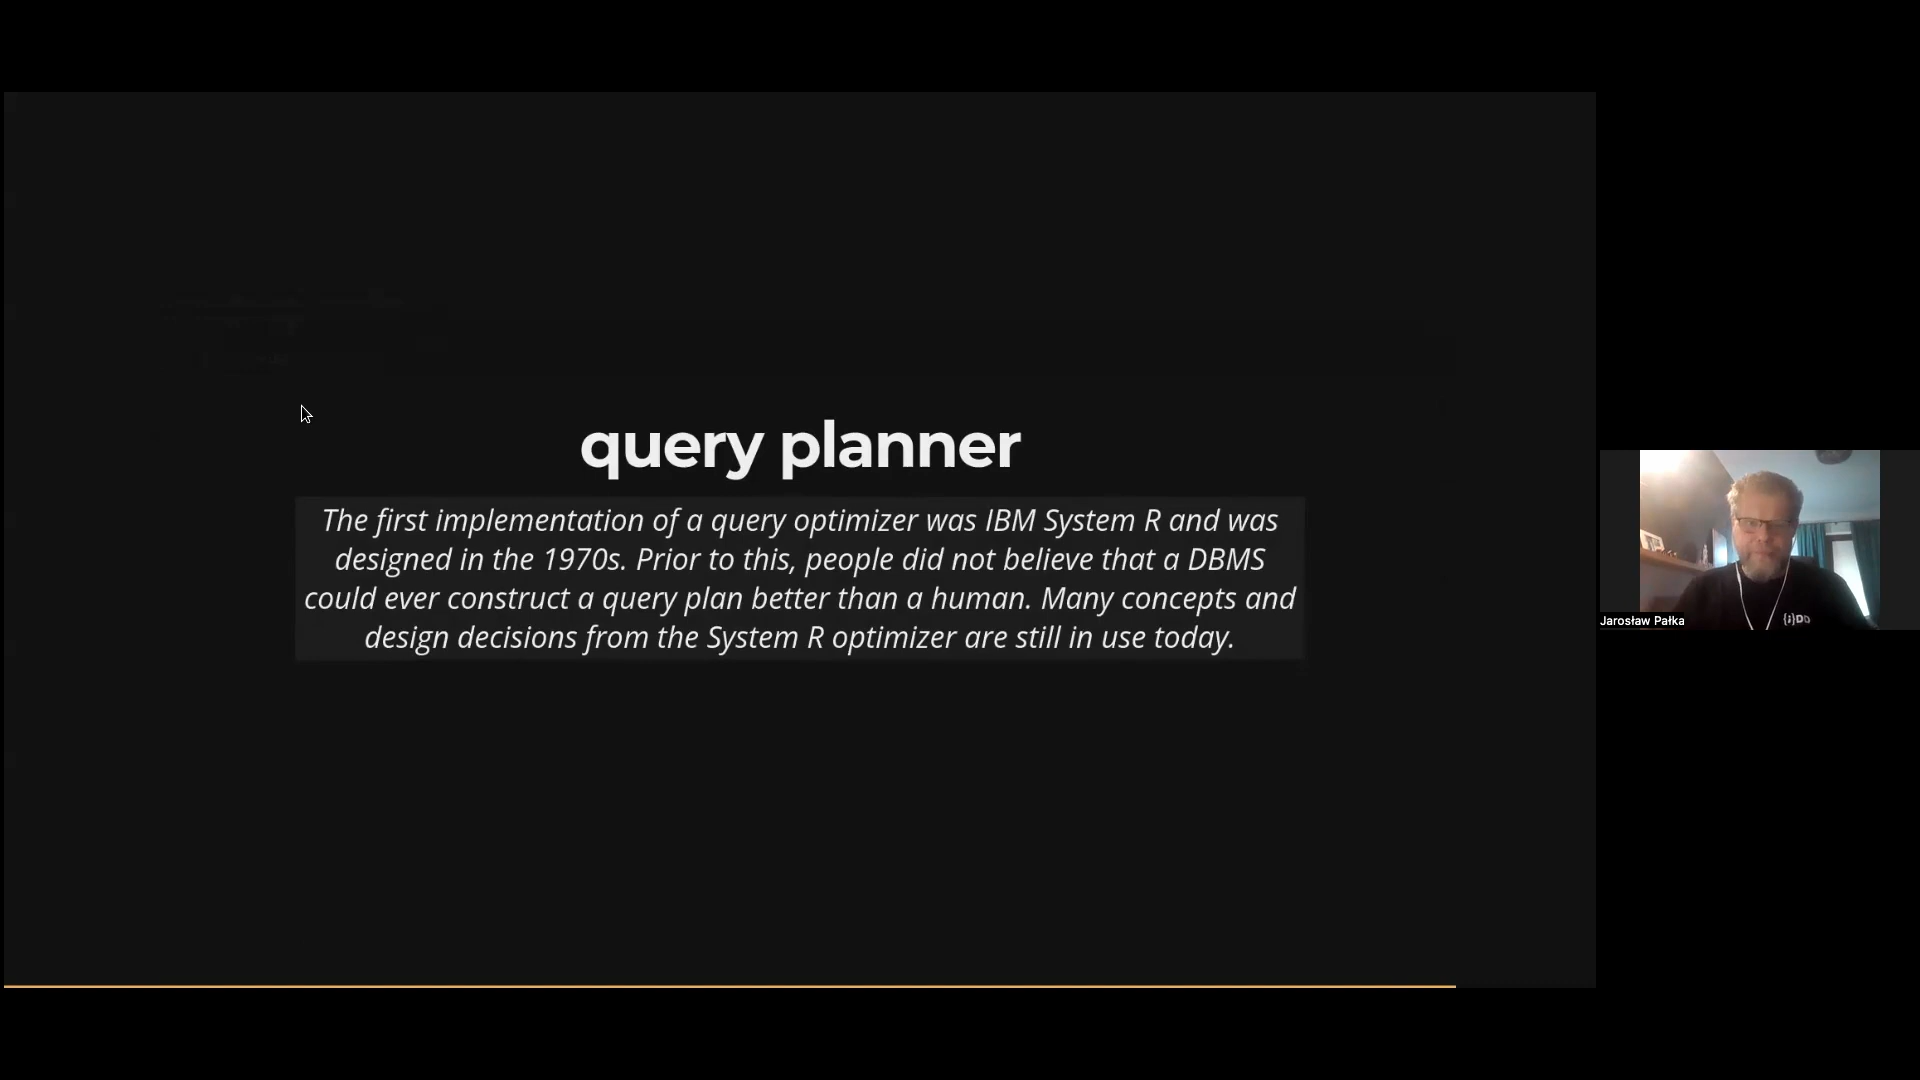 query planner
The first implementation of a query optimizer was IBM System R and was
designed in the 1970s. Prior to this, people did not believe that a DBMS
could ever construct a query plan better than a human. Many concepts and
design decisions from the System R optimizer are still in use today.
Jarosław Pałka
{j}DD